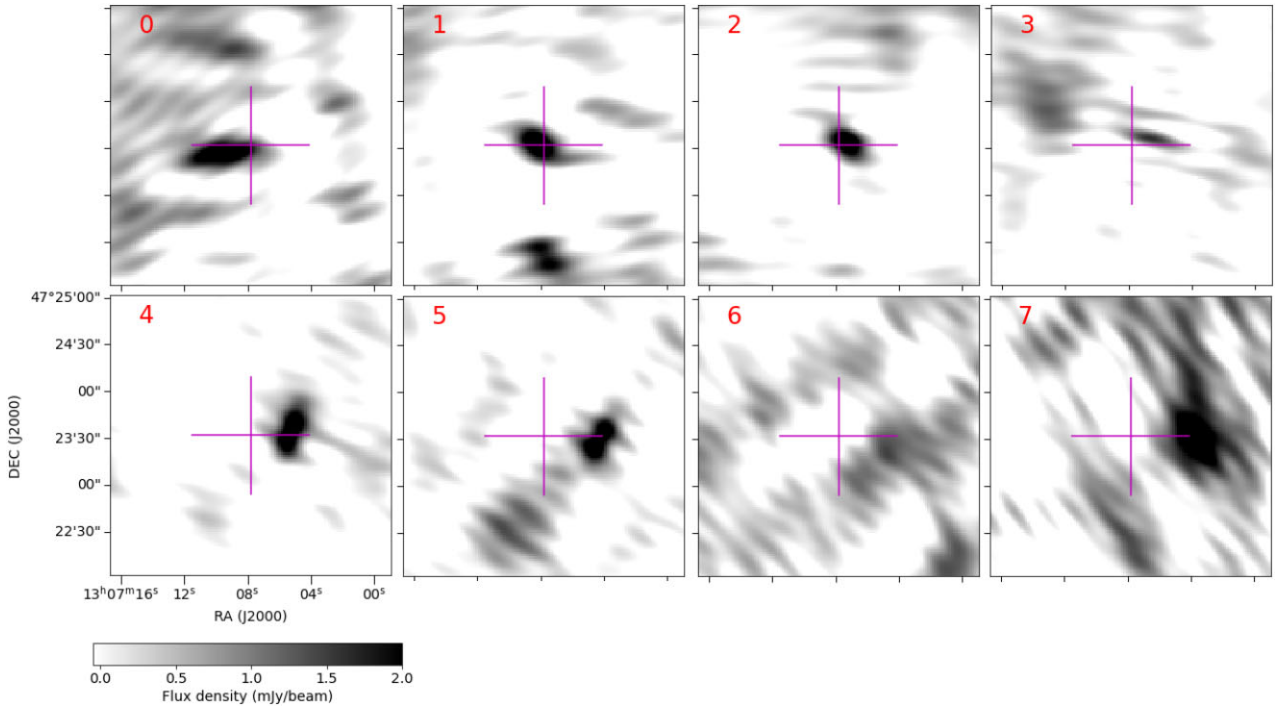 0
1
2
3
4
5
6
7
47°25'00"
24'30"
00"
23'30"
00"
22'30"
DEC (J2000)
13ʰ07ᵐ16ˢ 12ˢ 08ˢ 04ˢ 00ˢ
RA (J2000)
0.0 0.5 1.0 1.5 2.0
Flux density (mJy/beam)